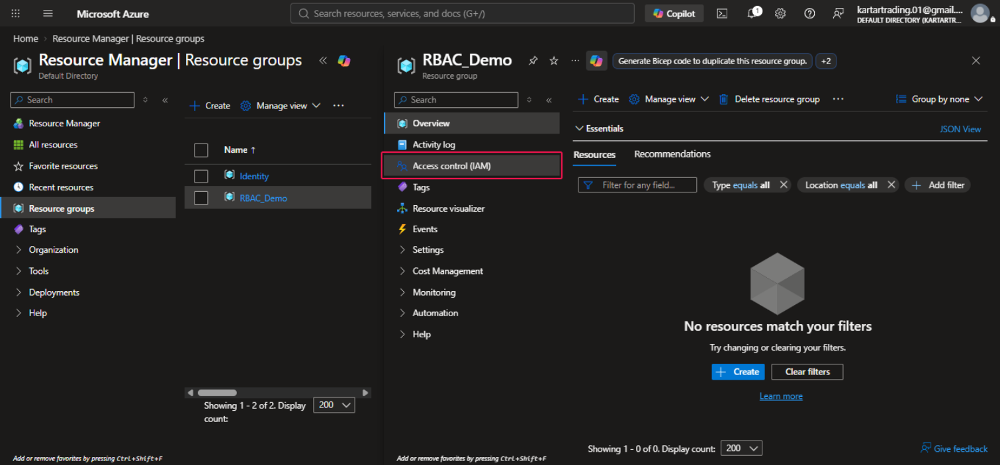 Microsoft Azure
Search resources, services, and docs (G+/)
Copilot
1
kartartrading.01@gmail....
DEFAULT DIRECTORY (KARTARTR...
Home > Resource Manager | Resource groups
Resource Manager | Resource groups
Default Directory
Search
Resource Manager
All resources
Favorite resources
Recent resources
Resource groups
Tags
Organization
Tools
Deployments
Help
Add or remove favorites by pressing Ctrl+Shift+F
Create
Manage view
Name ↑
Identity
RBAC_Demo
Showing 1 - 2 of 2. Display
count:
200
RBAC_Demo
Resource group
Generate Bicep code to duplicate this resource group.
+2
Search
Overview
Activity log
Access control (IAM)
Tags
Resource visualizer
Events
Settings
Cost Management
Monitoring
Automation
Help
Add or remove favorites by pressing Ctrl+Shift+F
Create
Manage view
Delete resource group
Group by none
Essentials
JSON View
Resources
Recommendations
Filter for any field...
Type equals all
Location equals all
Add filter
No resources match your filters
Try changing or clearing your filters.
Create
Clear filters
Learn more
Showing 1 - 0 of 0. Display count:
200
Give feedback